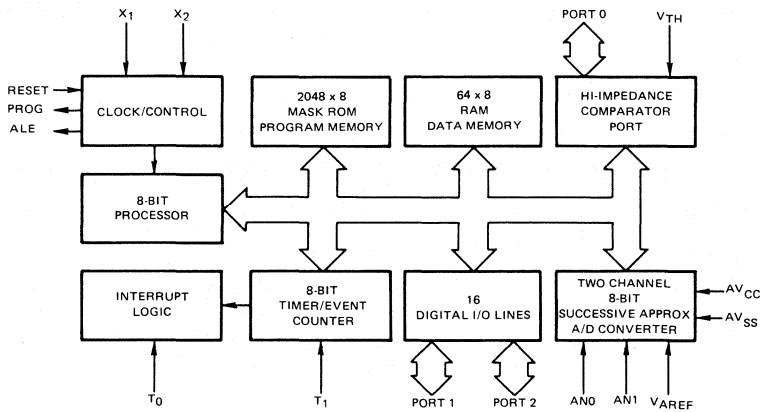 X1
X2
PORT 0
VTH
RESET
PROG
ALE
CLOCK/CONTROL
2048 x 8
MASK ROM
PROGRAM MEMORY
64 x 8
RAM
DATA MEMORY
HI-IMPEDANCE
COMPARATOR
PORT
8-BIT
PROCESSOR
INTERRUPT
LOGIC
8-BIT
TIMER/EVENT
COUNTER
16
DIGITAL I/O LINES
TWO CHANNEL
8-BIT
SUCCESSIVE APPROX
A/D CONVERTER
AVCC
AVSS
T0
T1
PORT 1
PORT 2
AN0
AN1
VAREF